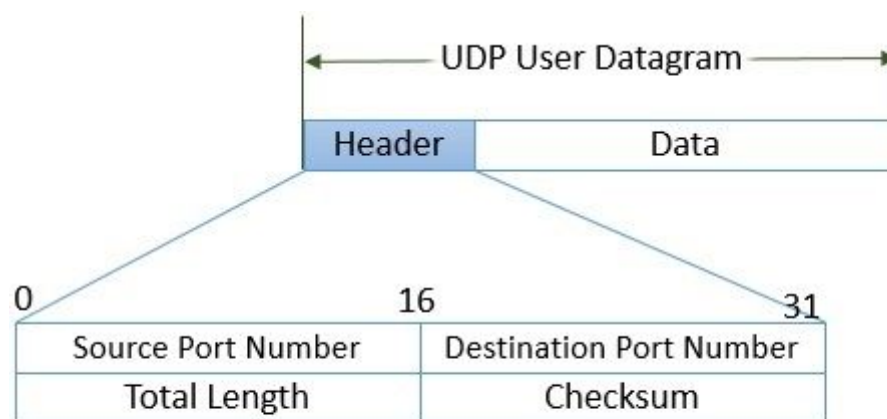 UDP User Datagram
Header Data
0 16 31
Source Port Number Destination Port Number
Total Length Checksum